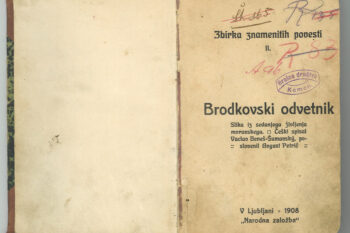 Zbirka znamenitih povesti
II.
Brodkovski odvetnik
Slika iz sedanjega življenja
moravskega. □ Češki spisal
Vaclav Beneš-Šumavský, po-
:: slovenil Avgust Petrič ::
V Ljubljani - 1908
„Narodna založba“
Komen